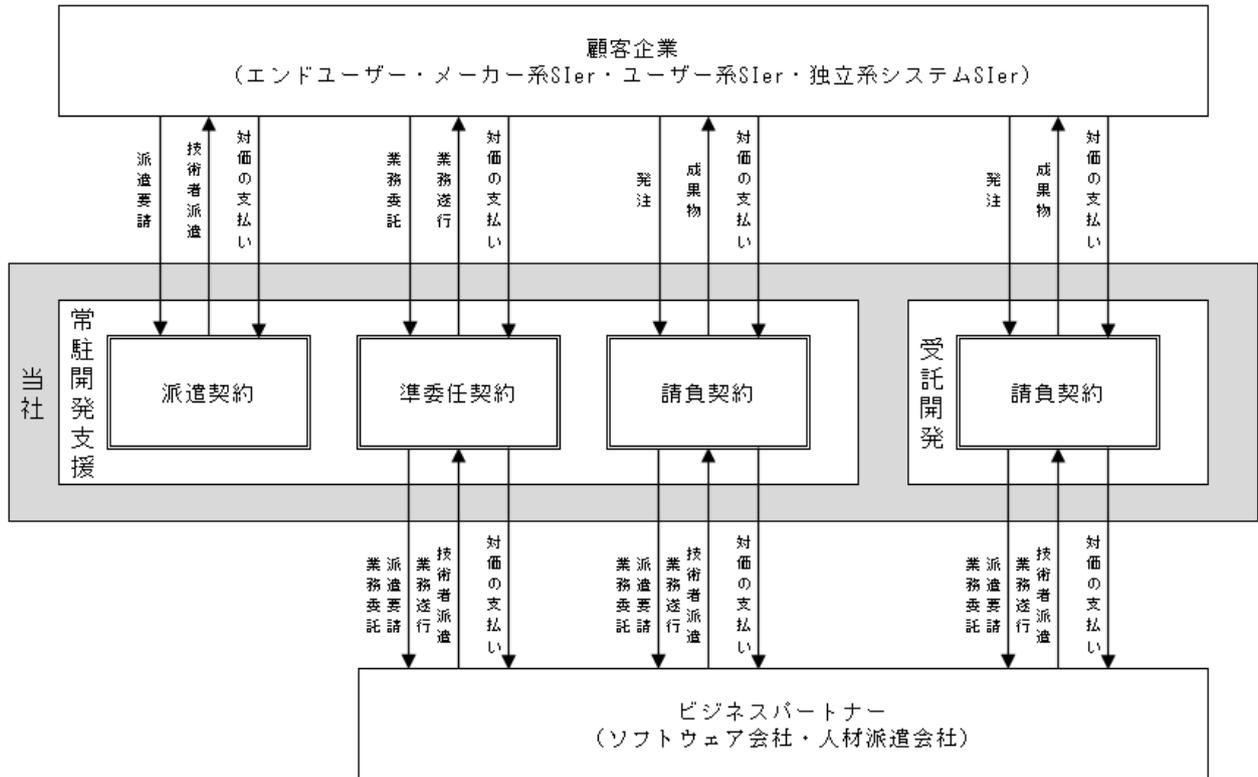 顧客企業
(エンドユーザー・メーカー系SIer・ユーザー系SIer・独立系システムSIer)
派遣要請
技術者派遣
対価の支払い
業務委託
業務遂行
対価の支払い
発注
成果物
対価の支払い
発注
成果物
対価の支払い
当社
常駐開発支援
派遣契約
準委任契約
請負契約
受託開発
請負契約
業務委託
派遣要請
業務遂行
技術者派遣
対価の支払い
業務委託
派遣要請
業務遂行
技術者派遣
対価の支払い
業務委託
派遣要請
業務遂行
技術者派遣
対価の支払い
ビジネスパートナー
(ソフトウェア会社・人材派遣会社)